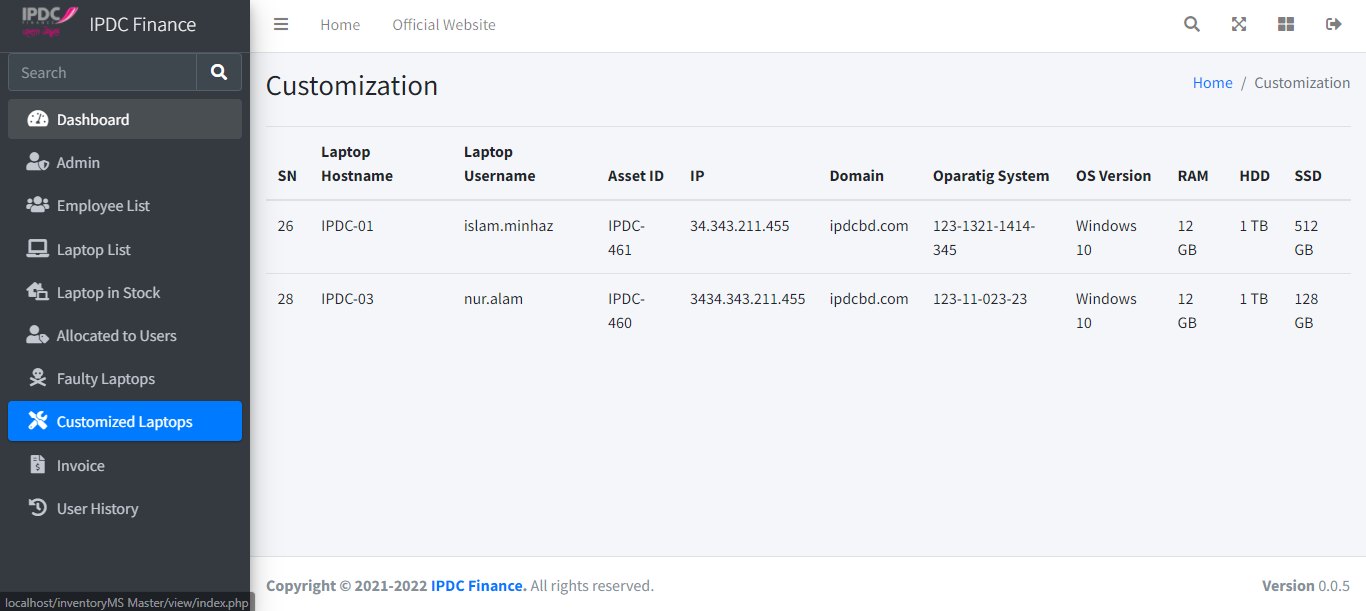 IPDC
FINANCE
IPDC Finance
Home
Official Website
Search
Dashboard
Admin
Employee List
Laptop List
Laptop in Stock
Allocated to Users
Faulty Laptops
Customized Laptops
Invoice
User History
localhost/inventoryMS Master/view/index.php
Customization
Home / Customization
SN Laptop Hostname Laptop Username Asset ID IP Domain Oparatig System OS Version RAM HDD SSD
26 IPDC-01 islam.minhaz IPDC-461 34.343.211.455 ipdcbd.com 123-1321-1414-345 Windows 10 12 GB 1 TB 512 GB
28 IPDC-03 nur.alam IPDC-460 3434.343.211.455 ipdcbd.com 123-11-023-23 Windows 10 12 GB 1 TB 128 GB
Copyright © 2021-2022 IPDC Finance. All rights reserved.
Version 0.0.5